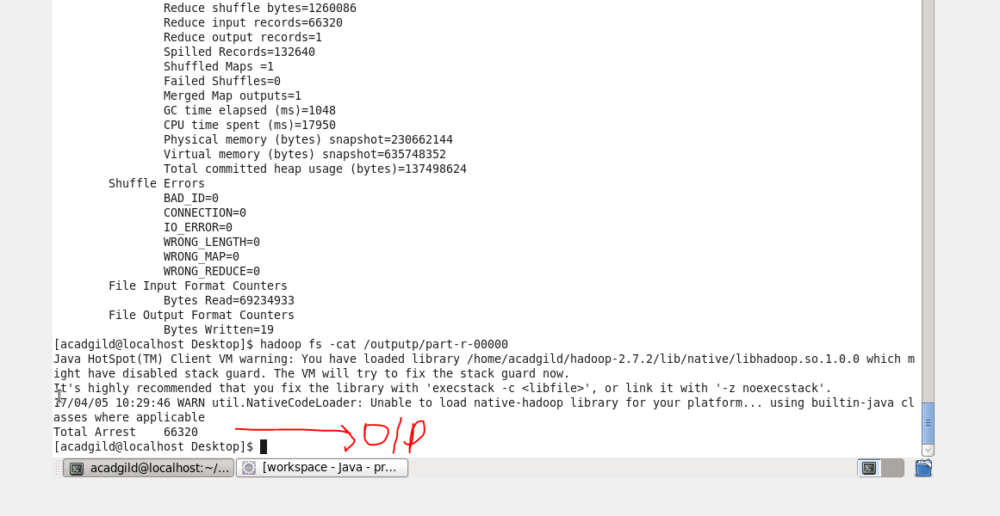 Reduce shuffle bytes=1260086
Reduce input records=66320
Reduce output records=1
Spilled Records=132640
Shuffled Maps =1
Failed Shuffles=0
Merged Map outputs=1
GC time elapsed (ms)=1048
CPU time spent (ms)=17950
Physical memory (bytes) snapshot=230662144
Virtual memory (bytes) snapshot=635748352
Total committed heap usage (bytes)=137498624
Shuffle Errors
BAD_ID=0
CONNECTION=0
IO_ERROR=0
WRONG_LENGTH=0
WRONG_MAP=0
WRONG_REDUCE=0
File Input Format Counters
Bytes Read=69234933
File Output Format Counters
Bytes Written=19
[acadgild@localhost Desktop]$ hadoop fs -cat /outputp/part-r-00000
Java HotSpot(TM) Client VM warning: You have loaded library /home/acadgild/hadoop-2.7.2/lib/native/libhadoop.so.1.0.0 which m
ight have disabled stack guard. The VM will try to fix the stack guard now.
It's highly recommended that you fix the library with 'execstack -c <libfile>', or link it with '-z noexecstack'.
17/04/05 10:29:46 WARN util.NativeCodeLoader: Unable to load native-hadoop library for your platform... using builtin-java cl
asses where applicable
Total Arrest 66320 O/P
[acadgild@localhost Desktop]$
acadgild@localhost:~/... [workspace - Java - pr...